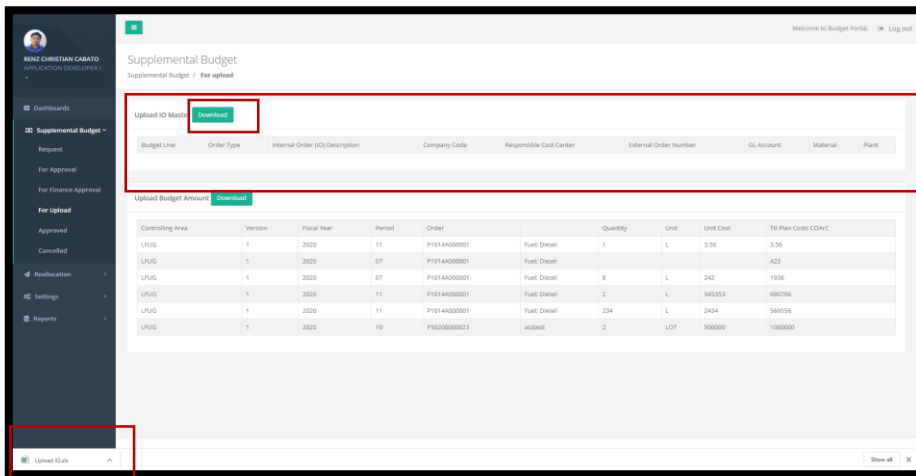 Welcome to Budget Portal.
Log out
RENZ CHRISTIAN CABATO
APPLICATION DEVELOPER I
Supplemental Budget
Supplemental Budget / For upload
Dashboards
Supplemental Budget
Request
For Approval
For Finance Approval
For Upload
Approved
Cancelled
Reallocation
Settings
Reports
Upload IO Maste Download
Budget Line Order Type Internal Order (IO) Description Company Code Responsible Cost Center External Order Number GL Account Material Plant
Upload Budget Amount Download
Controlling Area Version Fiscal Year Period Order Quantity Unit Unit Cost Ttl Plan Costs COArC
LFUG 1 2020 11 P1014A000001 Fuel: Diesel 1 L 3.56 3.56
LFUG 1 2020 07 P1014A000001 Fuel: Diesel 423
LFUG 1 2020 07 P1014A000001 Fuel: Diesel 8 L 242 1936
LFUG 1 2020 11 P1014A000001 Fuel: Diesel 2 L 345353 690706
LFUG 1 2020 11 P1014A000001 Fuel: Diesel 234 L 2434 569556
LFUG 1 2020 10 P50200000023 asdasd 2 LOT 500000 1000000
Upload IO.xls
Show all